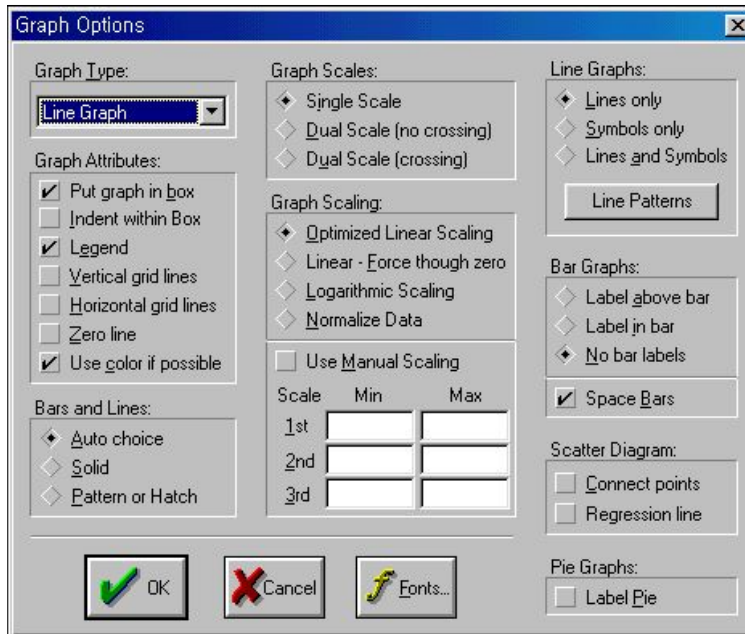 Graph Options
Graph Type:
Line Graph
Graph Attributes:
Put graph in box
Indent within Box
Legend
Vertical grid lines
Horizontal grid lines
Zero line
Use color if possible
Bars and Lines:
Auto choice
Solid
Pattern or Hatch
Graph Scales:
Single Scale
Dual Scale (no crossing)
Dual Scale (crossing)
Graph Scaling:
Optimized Linear Scaling
Linear - Force though zero
Logarithmic Scaling
Normalize Data
Use Manual Scaling
Scale Min Max
1st
2nd
3rd
Line Graphs:
Lines only
Symbols only
Lines and Symbols
Line Patterns
Bar Graphs:
Label above bar
Label in bar
No bar labels
Space Bars
Scatter Diagram:
Connect points
Regression line
Pie Graphs:
Label Pie
OK
Cancel
Fonts...